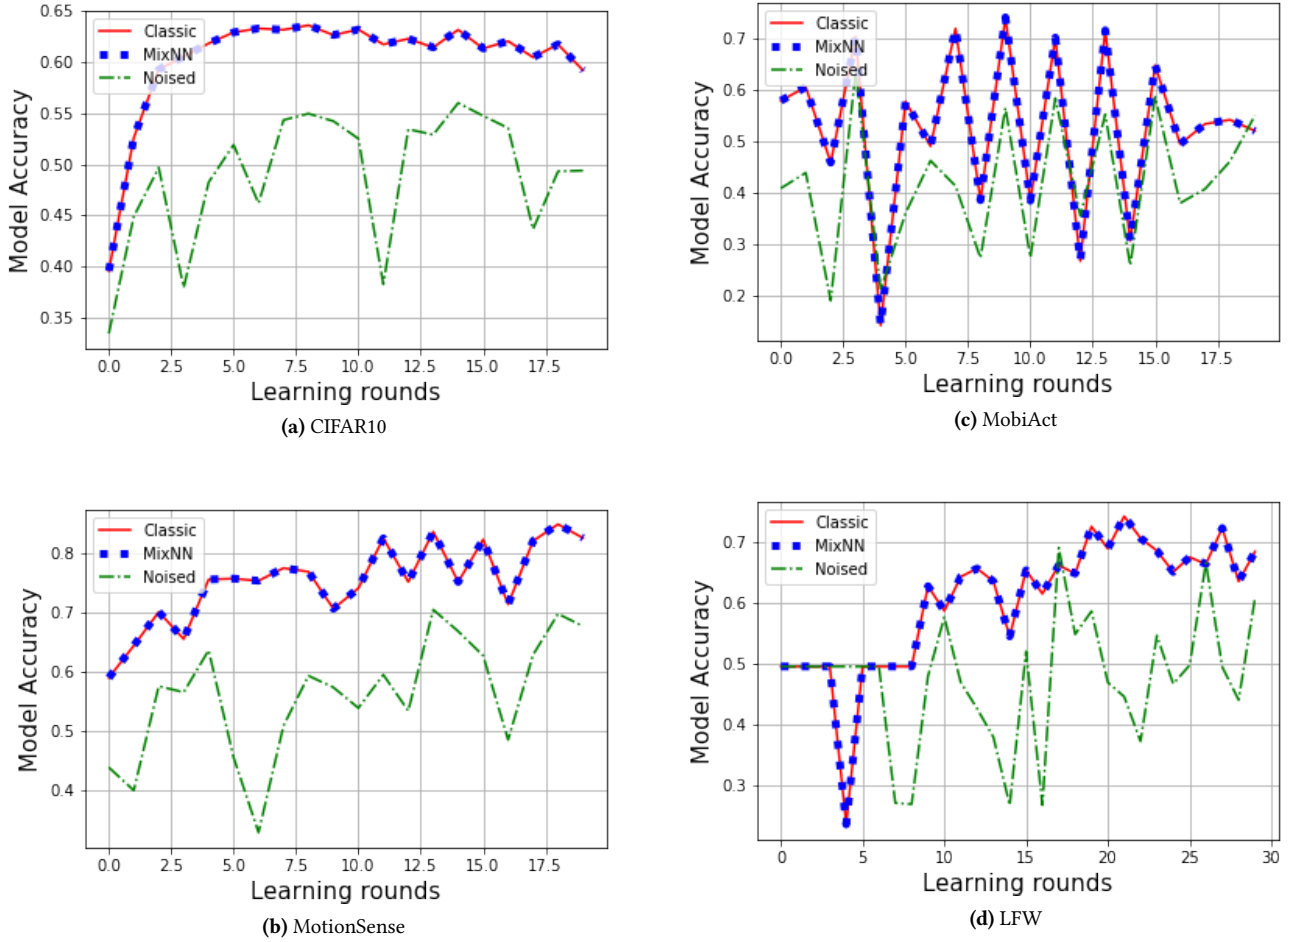 0.65
0.60
0.55
0.50
0.45
0.40
0.35
Model Accuracy
Classic
MixNN
Noised
0.0 2.5 5.0 7.5 10.0 12.5 15.0 17.5
Learning rounds
(a) CIFAR10
0.7
0.6
0.5
0.4
0.3
0.2
Model Accuracy
Classic
MixNN
Noised
0.0 2.5 5.0 7.5 10.0 12.5 15.0 17.5
Learning rounds
(c) MobiAct
0.8
0.7
0.6
0.5
0.4
Model Accuracy
Classic
MixNN
Noised
0.0 2.5 5.0 7.5 10.0 12.5 15.0 17.5
Learning rounds
(b) MotionSense
0.7
0.6
0.5
0.4
0.3
Model Accuracy
Classic
MixNN
Noised
0 5 10 15 20 25 30
Learning rounds
(d) LFW